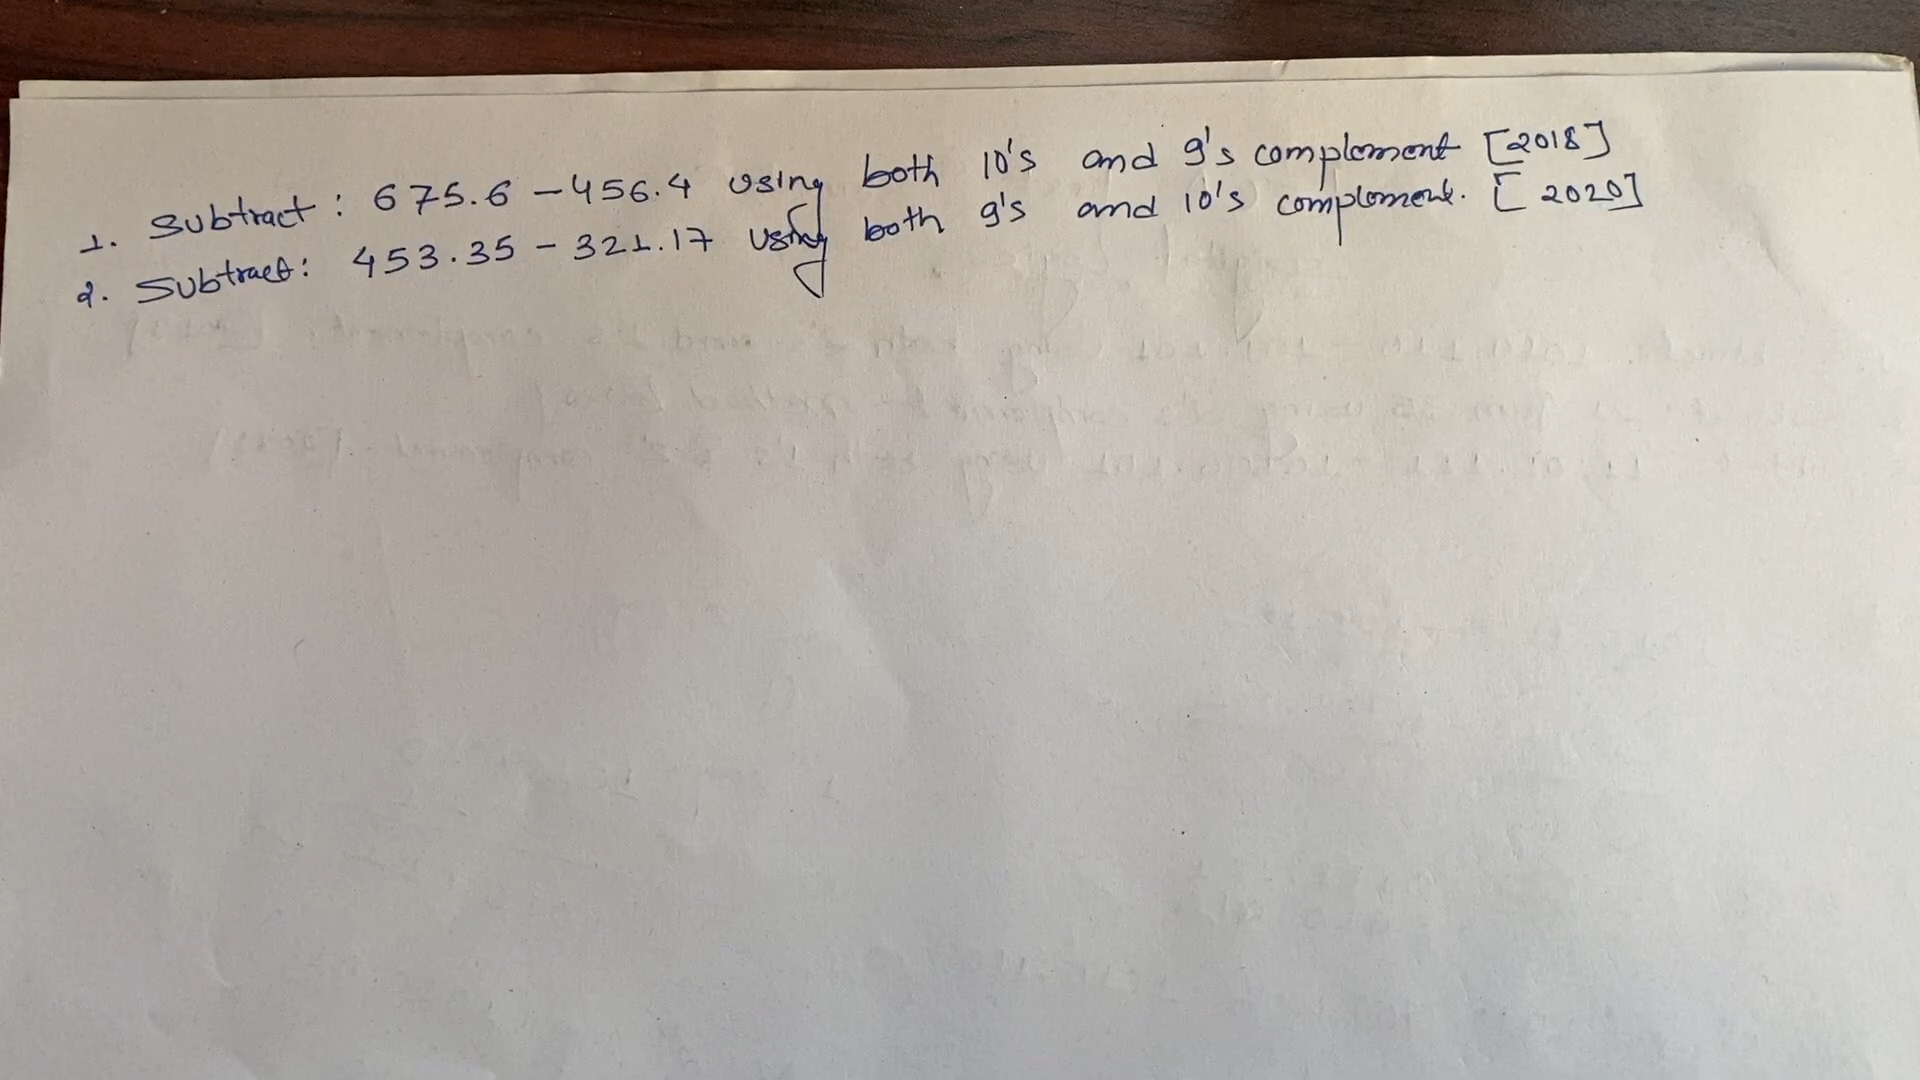 1. Subtract : 675.6 - 456.4 using both 10's and 9's complement [2018]
2. Subtract : 453.35 - 321.17 using both 9's and 10's complement. [2020]